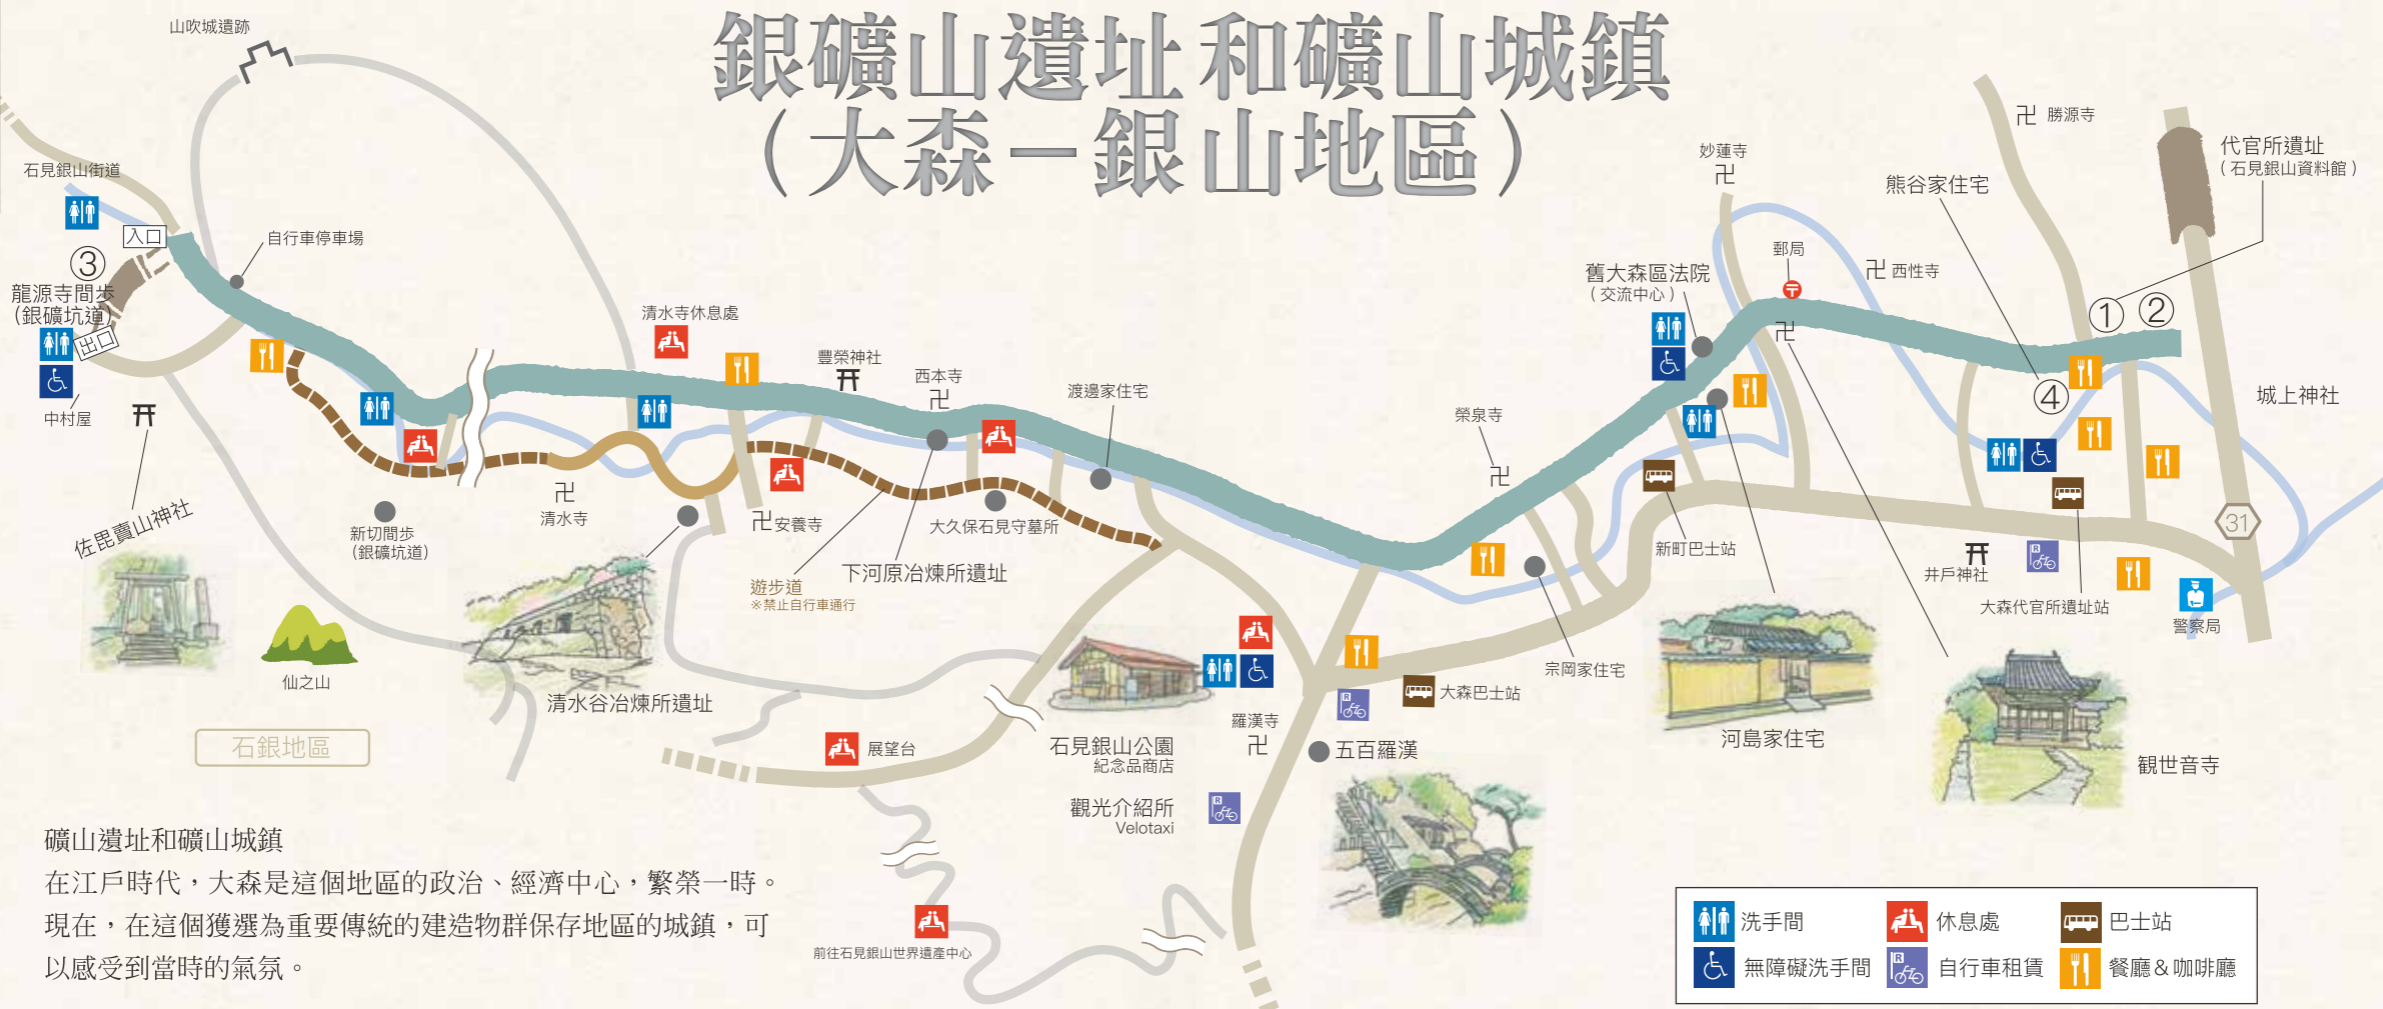 銀礦山遺址和礦山城鎮
（大森－銀山地區）
山吹城遺跡
石見銀山街道
入口
自行車停車場
③
龍源寺間歩
(銀礦坑道)
出口
中村屋
佐毘賣山神社
仙之山
石銀地區
新切間歩
(銀礦坑道)
清水寺
清水寺休息處
清水谷冶煉所遺址
安養寺
豐榮神社
西本寺
渡邊家住宅
大久保石見守墓所
下河原冶煉所遺址
遊步道
※禁止自行車通行
展望台
前往石見銀山世界遺產中心
石見銀山公園
紀念品商店
觀光介紹所
Velotaxi
羅漢寺
五百羅漢
大森巴士站
宗岡家住宅
榮泉寺
新町巴士站
舊大森區法院
(交流中心)
妙蓮寺
郵局
西性寺
熊谷家住宅
勝源寺
代官所遺址
(石見銀山資料館)
①
②
④
城上神社
31
井戶神社
大森代官所遺址站
警察局
河島家住宅
観世音寺
礦山遺址和礦山城鎮
在江戶時代，大森是這個地區的政治、經濟中心，繁榮一時。
現在，在這個獲選為重要傳統的建造物群保存地區的城鎮，可
以感受到當時的氣氛。
洗手間
休息處
巴士站
無障礙洗手間
R
自行車租賃
餐廳＆咖啡廳